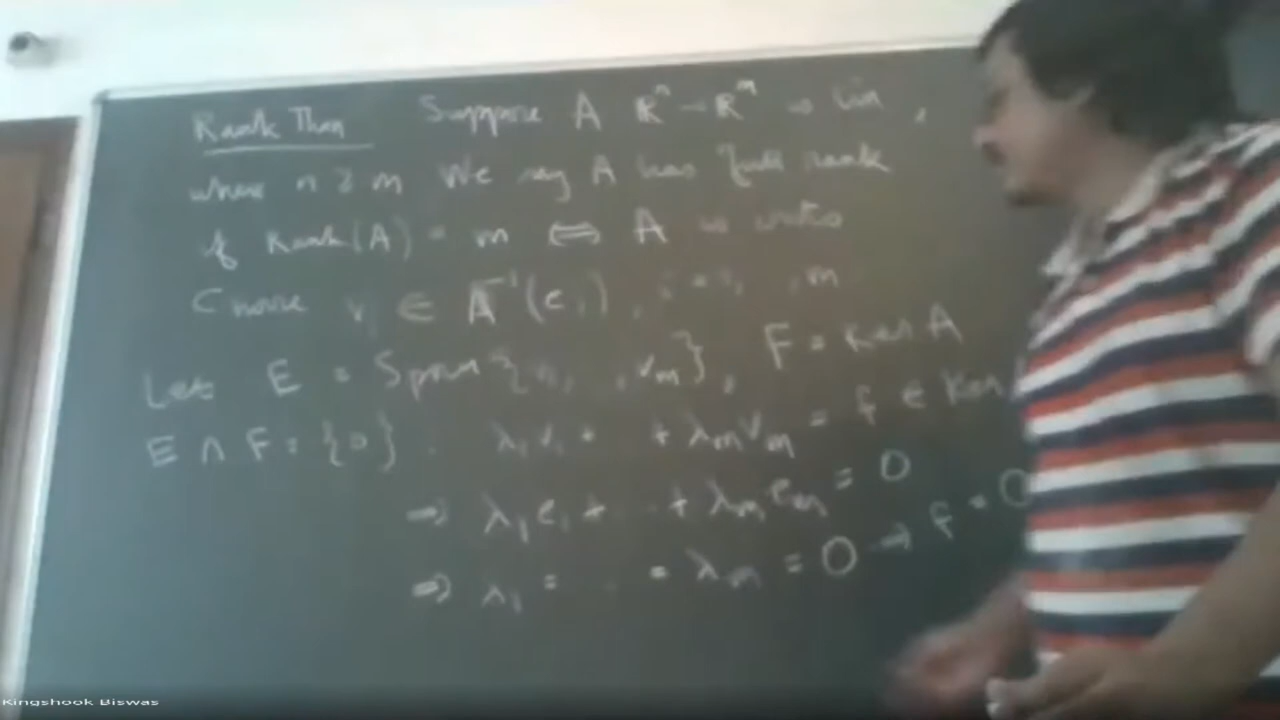 Rank Thm Suppose A R^n → R^m is lin,
where n ≥ m We say A has full rank
if Rank(A) = m ⟺ A is onto
Choose v_i ∈ A^{-1}(e_i), i = 1, , m
Let E = Span{v_1, , v_m}, F = Ker A
E ∩ F = {0}. λ_1 v_1 + + λ_m v_m = f ∈ Ker
⇒ λ_1 e_1 + . + λ_m e_m = 0
⇒ λ_1 = . . = λ_m = 0 ⇒ f = 0
Kingshook Biswas